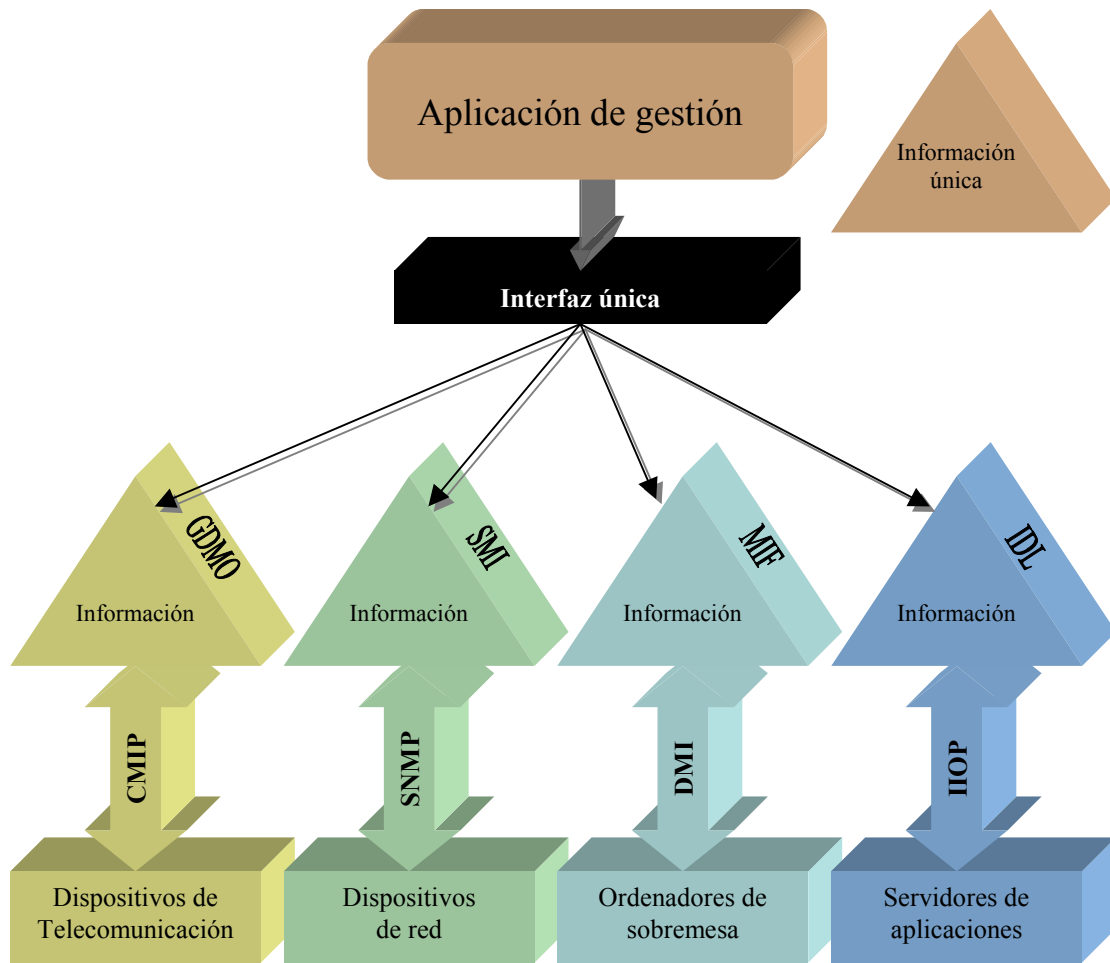 Aplicación de gestión
Información
única
Interfaz única
GDMO
SMI
MIF
IDL
Información
Información
Información
Información
CMIP
SNMP
DMI
IIOP
Dispositivos de
Telecomunicación
Dispositivos
de red
Ordenadores de
sobremesa
Servidores de
aplicaciones